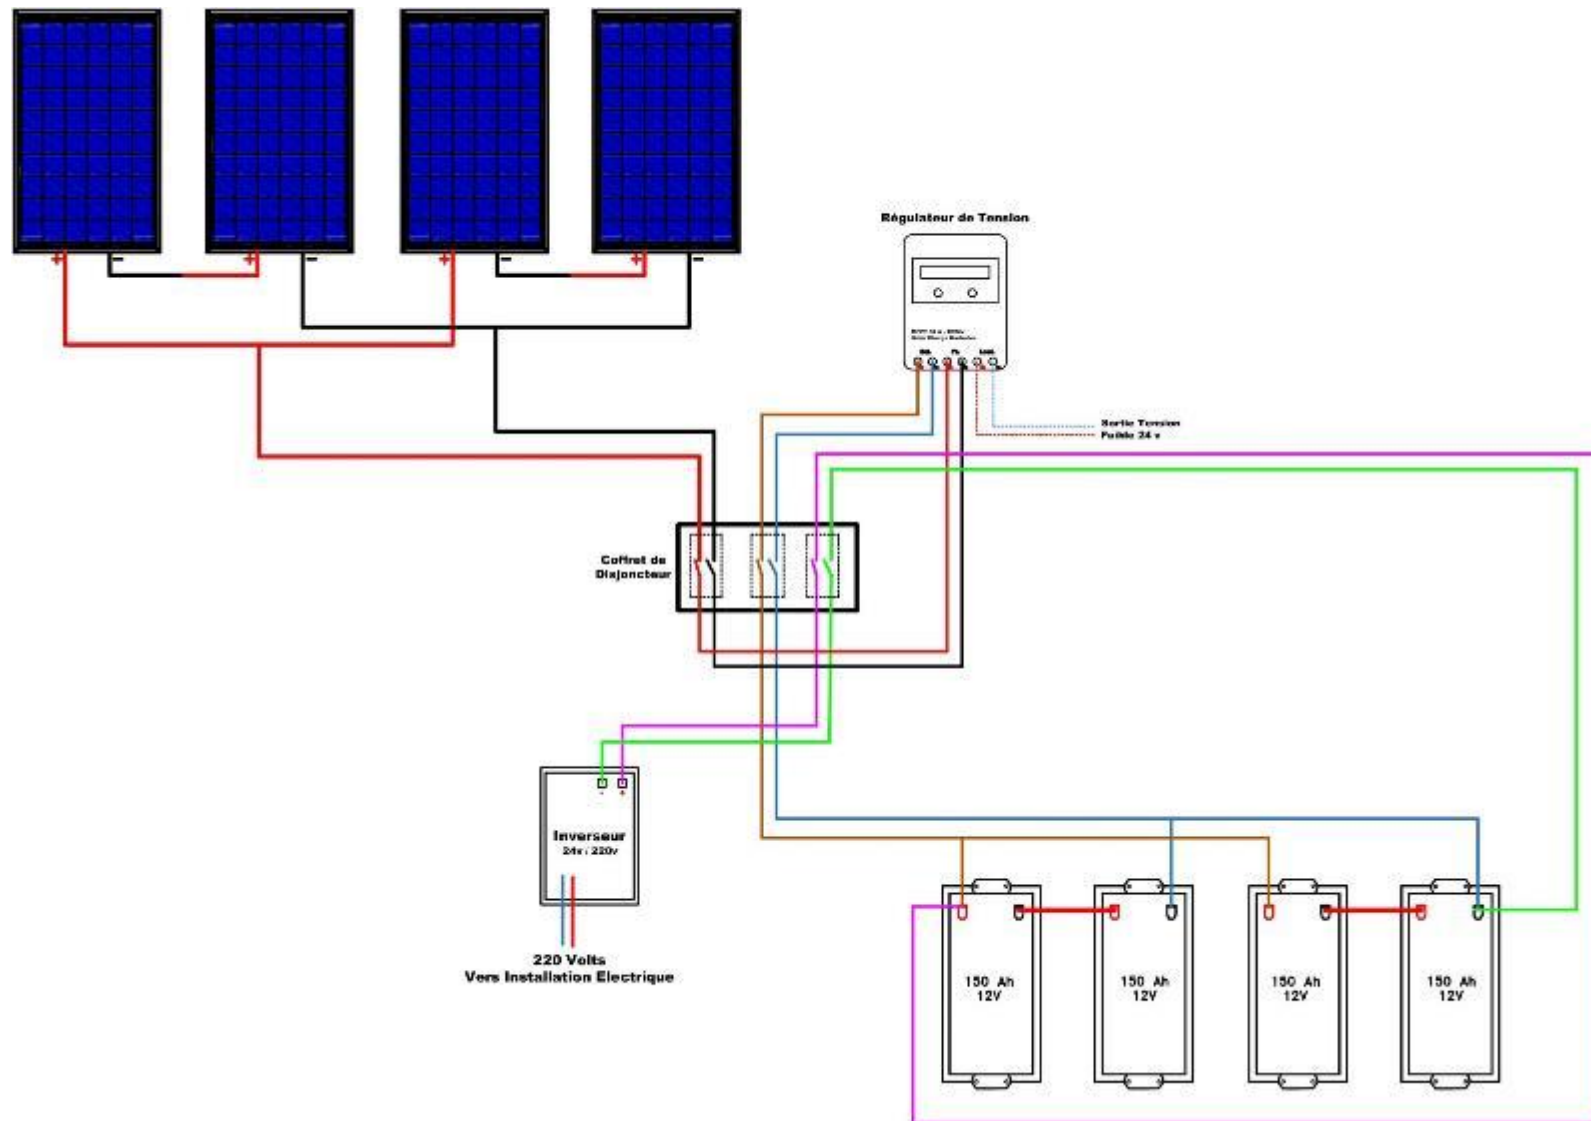 + - + - + - + -
Régulateur de Tension
Sortie Tension
Faible 24 v
Coffret de
Disjoncteur
- +
Inverseur
24v / 220v
220 Volts
Vers Installation Electrique
150 Ah
12V
150 Ah
12V
150 Ah
12V
150 Ah
12V